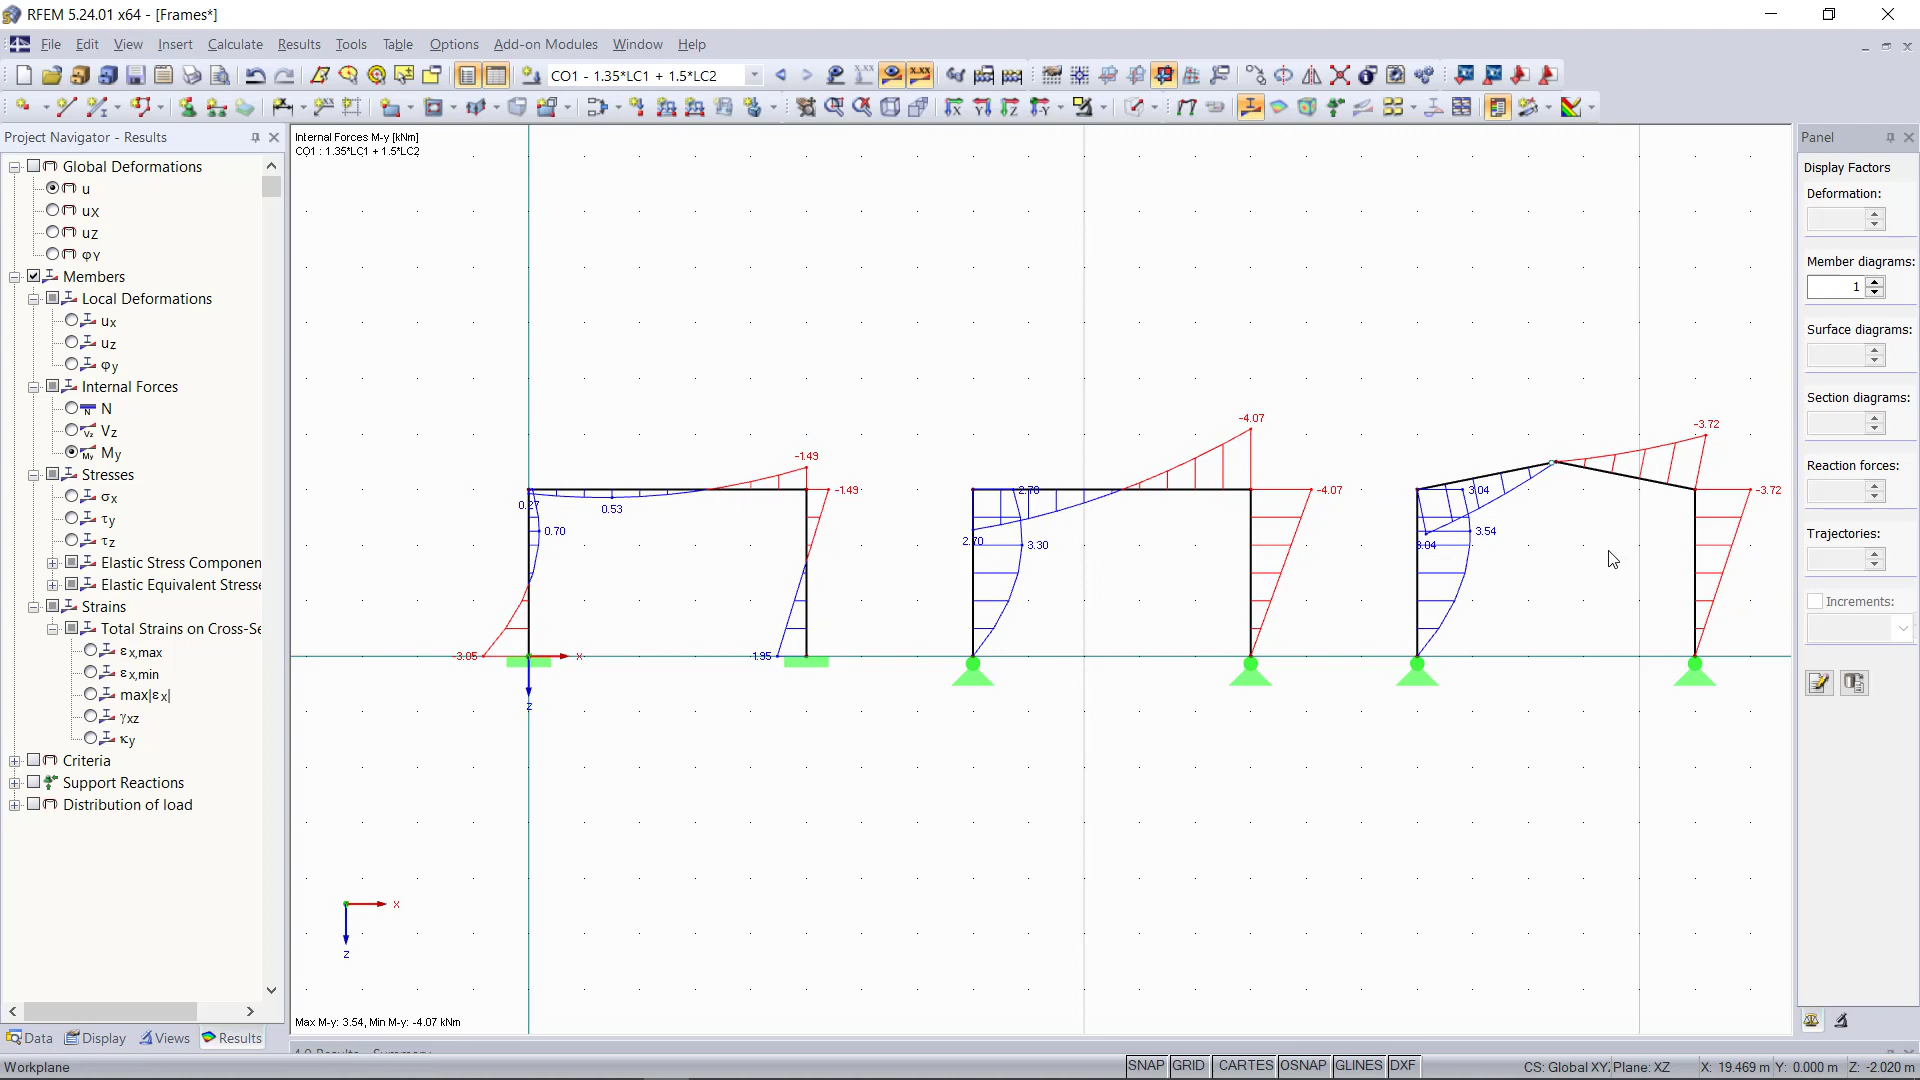 RFEM 5.24.01 x64 - [Frames*]
File Edit View Insert Calculate Results Tools Table Options Add-on Modules Window Help
CO1 - 1.35*LC1 + 1.5*LC2
Project Navigator - Results
Global Deformations
u
uX
uZ
φY
Members
Local Deformations
ux
uz
φy
Internal Forces
N
Vz
My
Stresses
σx
τy
τz
Elastic Stress Componen
Elastic Equivalent Stresse
Strains
Total Strains on Cross-Se
εx,max
εx,min
max|εx|
γxz
κy
Criteria
Support Reactions
Distribution of load
Data Display Views Results
Internal Forces M-y [kNm]
CO1 : 1.35*LC1 + 1.5*LC2
-1.49
-1.49
0.27
0.53
0.70
-3.05
1.95
x
z
-4.07
-4.07
2.70
2.70
3.30
-3.72
-3.72
3.04
3.04
3.54
x
z
Max M-y: 3.54, Min M-y: -4.07 kNm
Panel
Display Factors
Deformation:
Member diagrams:
1
Surface diagrams:
Section diagrams:
Reaction forces:
Trajectories:
Increments:
Workplane
SNAP GRID CARTES OSNAP GLINES DXF
CS: Global XY, Plane: XZ
X: 19.469 m Y: 0.000 m Z: -2.020 m